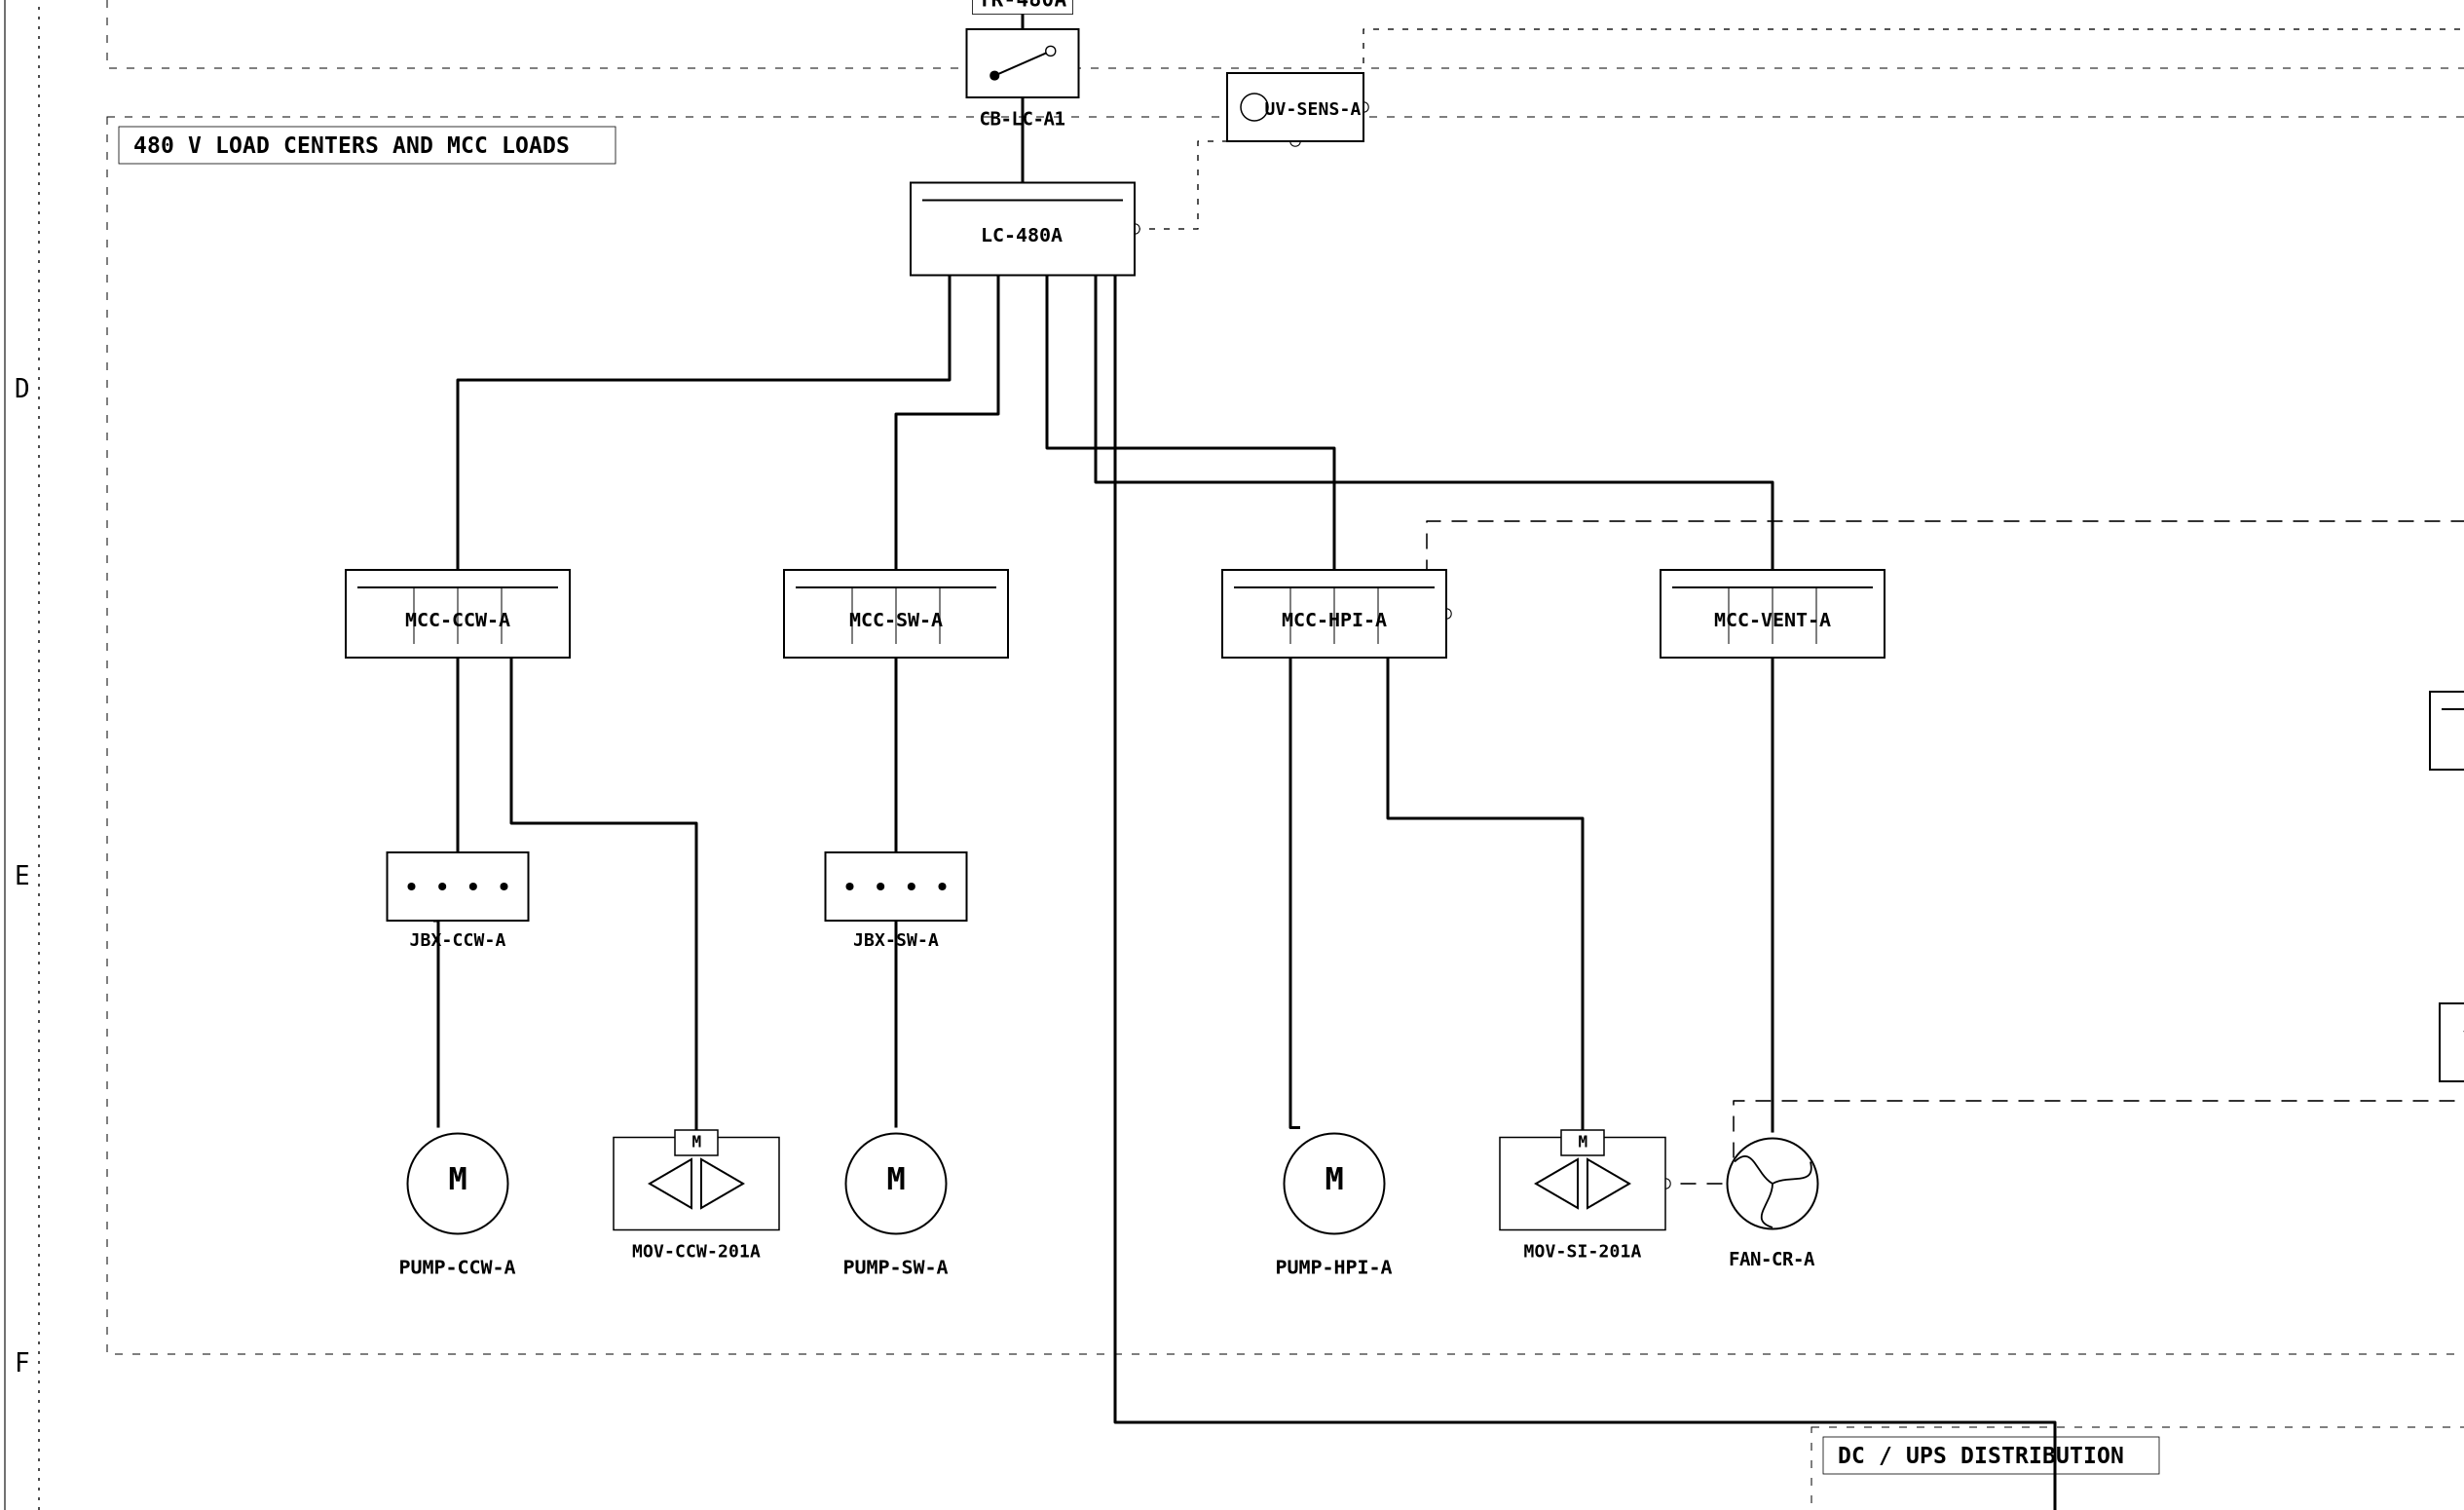 TR-480A
CB-LC-A1
UV-SENS-A
480 V LOAD CENTERS AND MCC LOADS
LC-480A
D
MCC-CCW-A
MCC-SW-A
MCC-HPI-A
MCC-VENT-A
E
JBX-CCW-A
JBX-SW-A
M
M
M
M
M
PUMP-CCW-A
MOV-CCW-201A
PUMP-SW-A
PUMP-HPI-A
MOV-SI-201A
FAN-CR-A
F
DC / UPS DISTRIBUTION